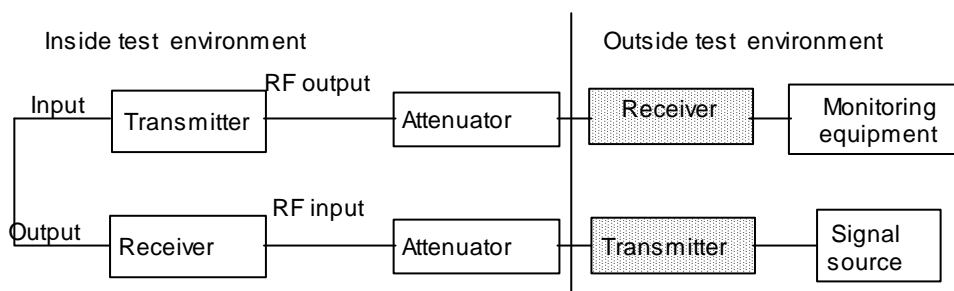 Inside test environment
Outside test environment
RF output
Input
Transmitter
Attenuator
Receiver
Monitoring
equipment
RF input
Output
Receiver
Attenuator
Transmitter
Signal
source